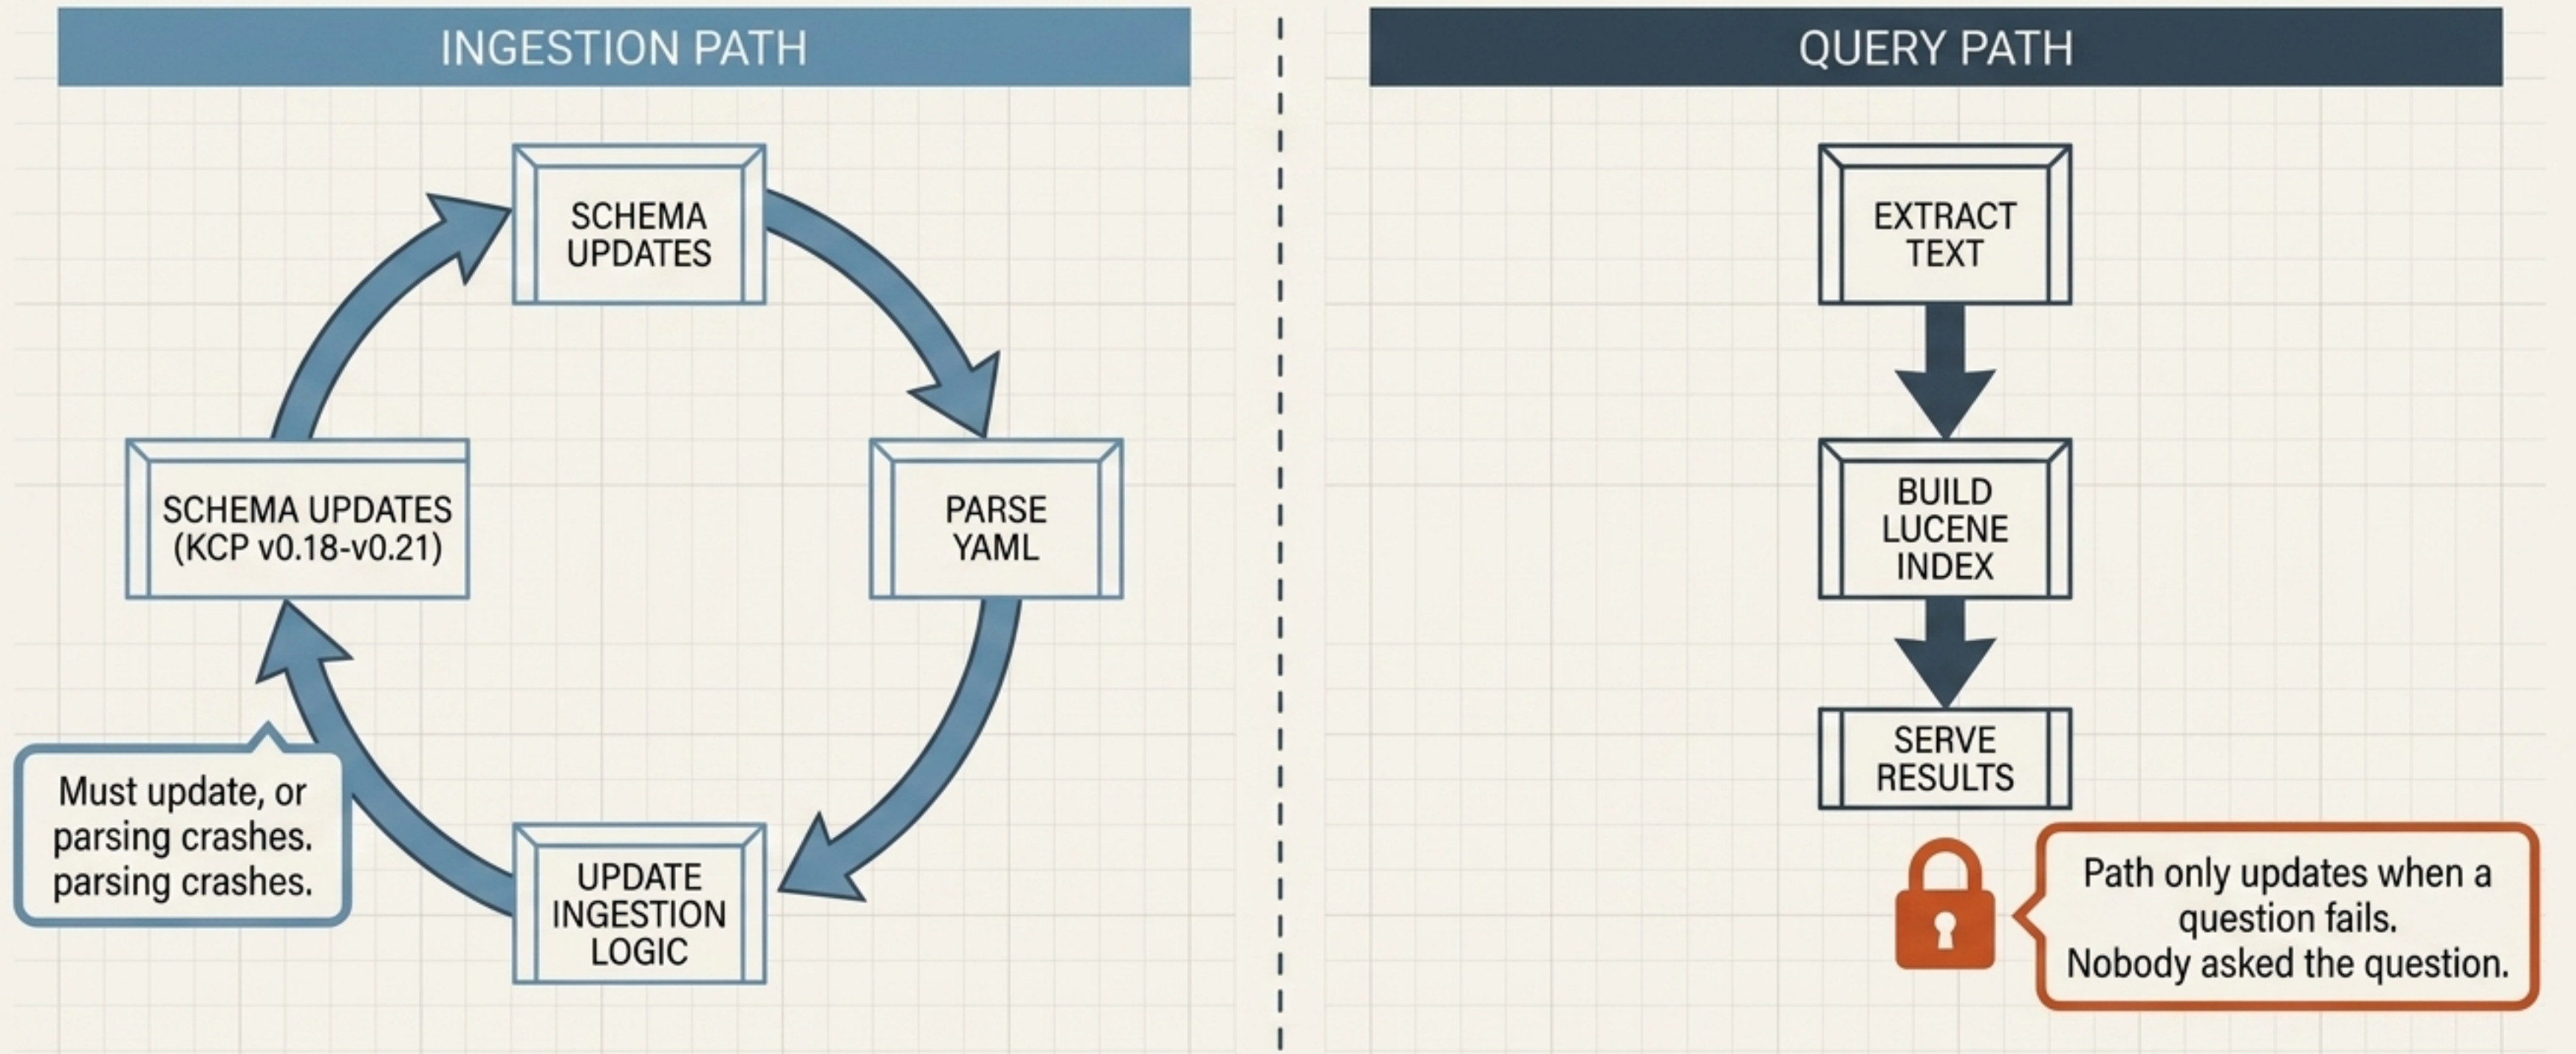 INGESTION PATH
SCHEMA
UPDATES
PARSE
YAML
UPDATE
INGESTION
LOGIC
SCHEMA UPDATES
(KCP v0.18-v0.21)
Must update, or
parsing crashes.
parsing crashes.
QUERY PATH
EXTRACT
TEXT
BUILD
LUCENE
INDEX
SERVE
RESULTS
Path only updates when a
question fails.
Nobody asked the question.